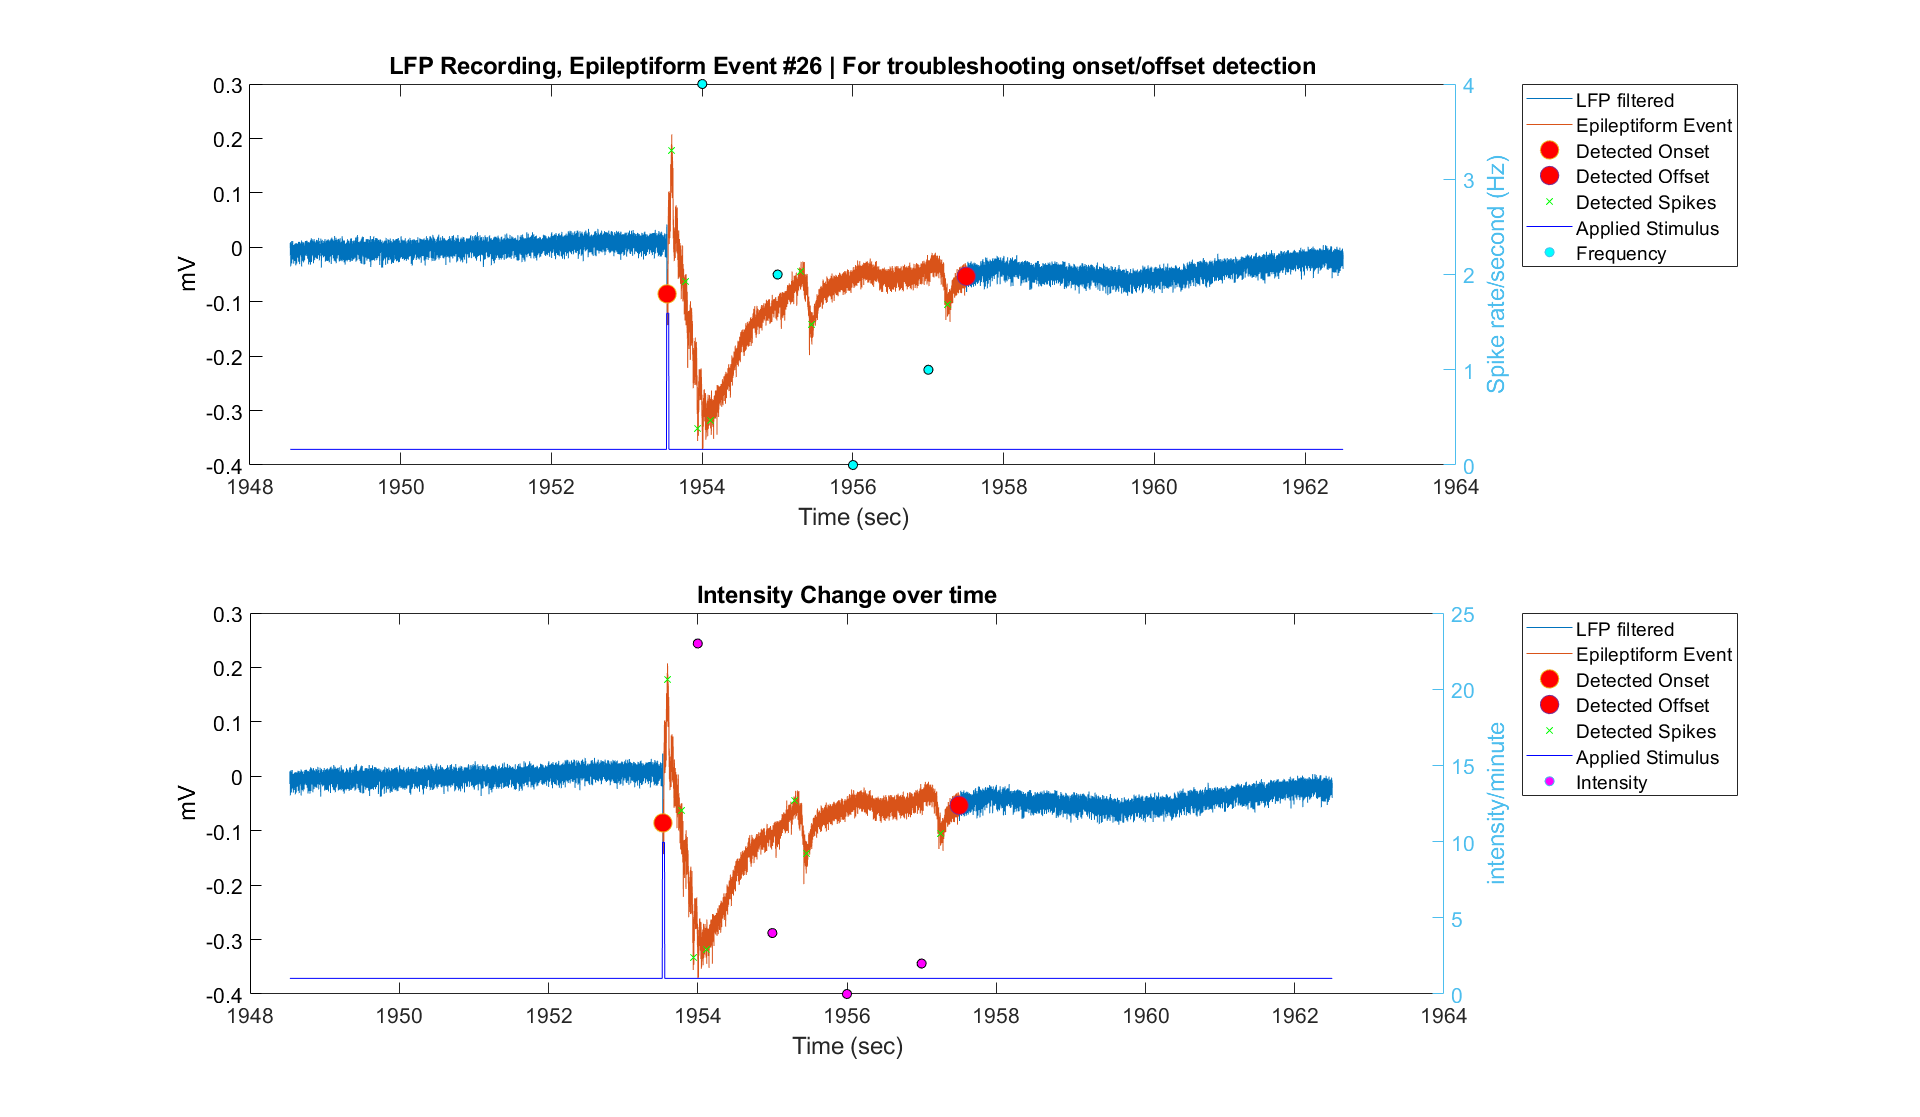 LFP Recording, Epileptiform Event #26 | For troubleshooting onset/offset detection
0.3
0.2
0.1
0
-0.1
-0.2
-0.3
-0.4
mV
4
3
2
1
0
Spike rate/second (Hz)
1948 1950 1952 1954 1956 1958 1960 1962 1964
Time (sec)
LFP filtered
Epileptiform Event
Detected Onset
Detected Offset
Detected Spikes
Applied Stimulus
Frequency
Intensity Change over time
0.3
0.2
0.1
0
-0.1
-0.2
-0.3
-0.4
mV
25
20
15
10
5
0
intensity/minute
1948 1950 1952 1954 1956 1958 1960 1962 1964
Time (sec)
LFP filtered
Epileptiform Event
Detected Onset
Detected Offset
Detected Spikes
Applied Stimulus
Intensity